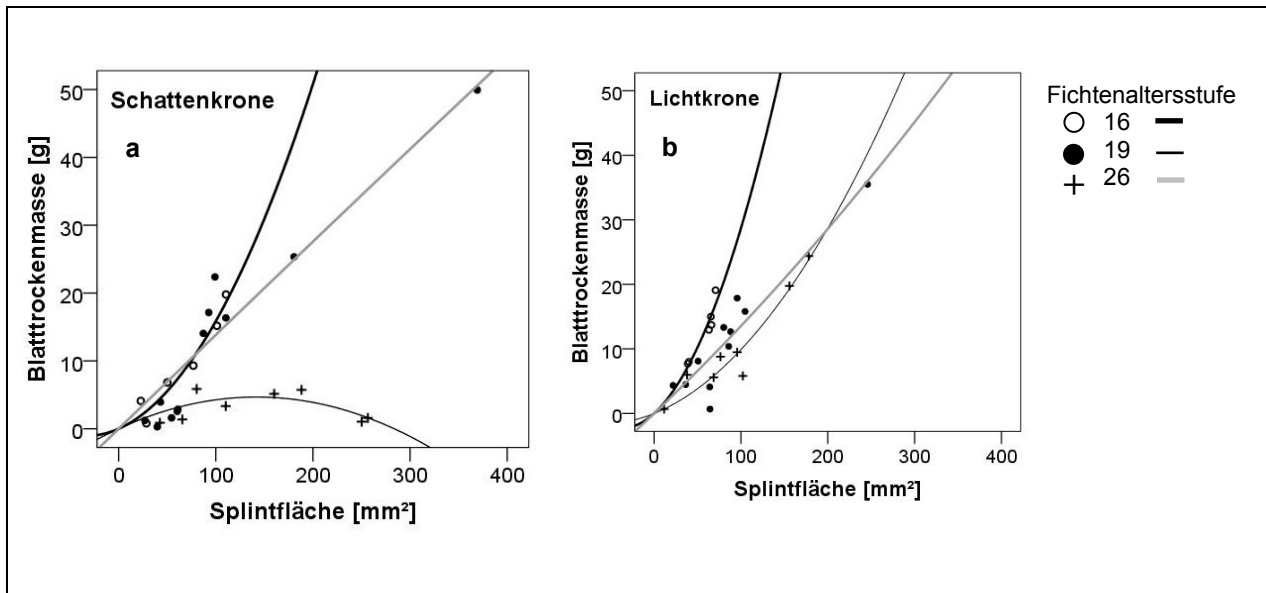 Schattenkrone
a
Blatttrockenmasse [g]
50
40
30
20
10
0
0 100 200 300 400
Splintfläche [mm²]
Lichtkrone
b
Blatttrockenmasse [g]
50
40
30
20
10
0
0 100 200 300 400
Splintfläche [mm²]
Fichtenaltersstufe
16
19
26